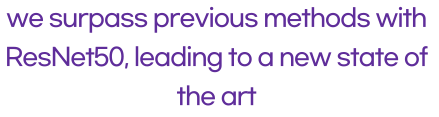 we surpass previous methods with
ResNet50, leading to a new state of
the art